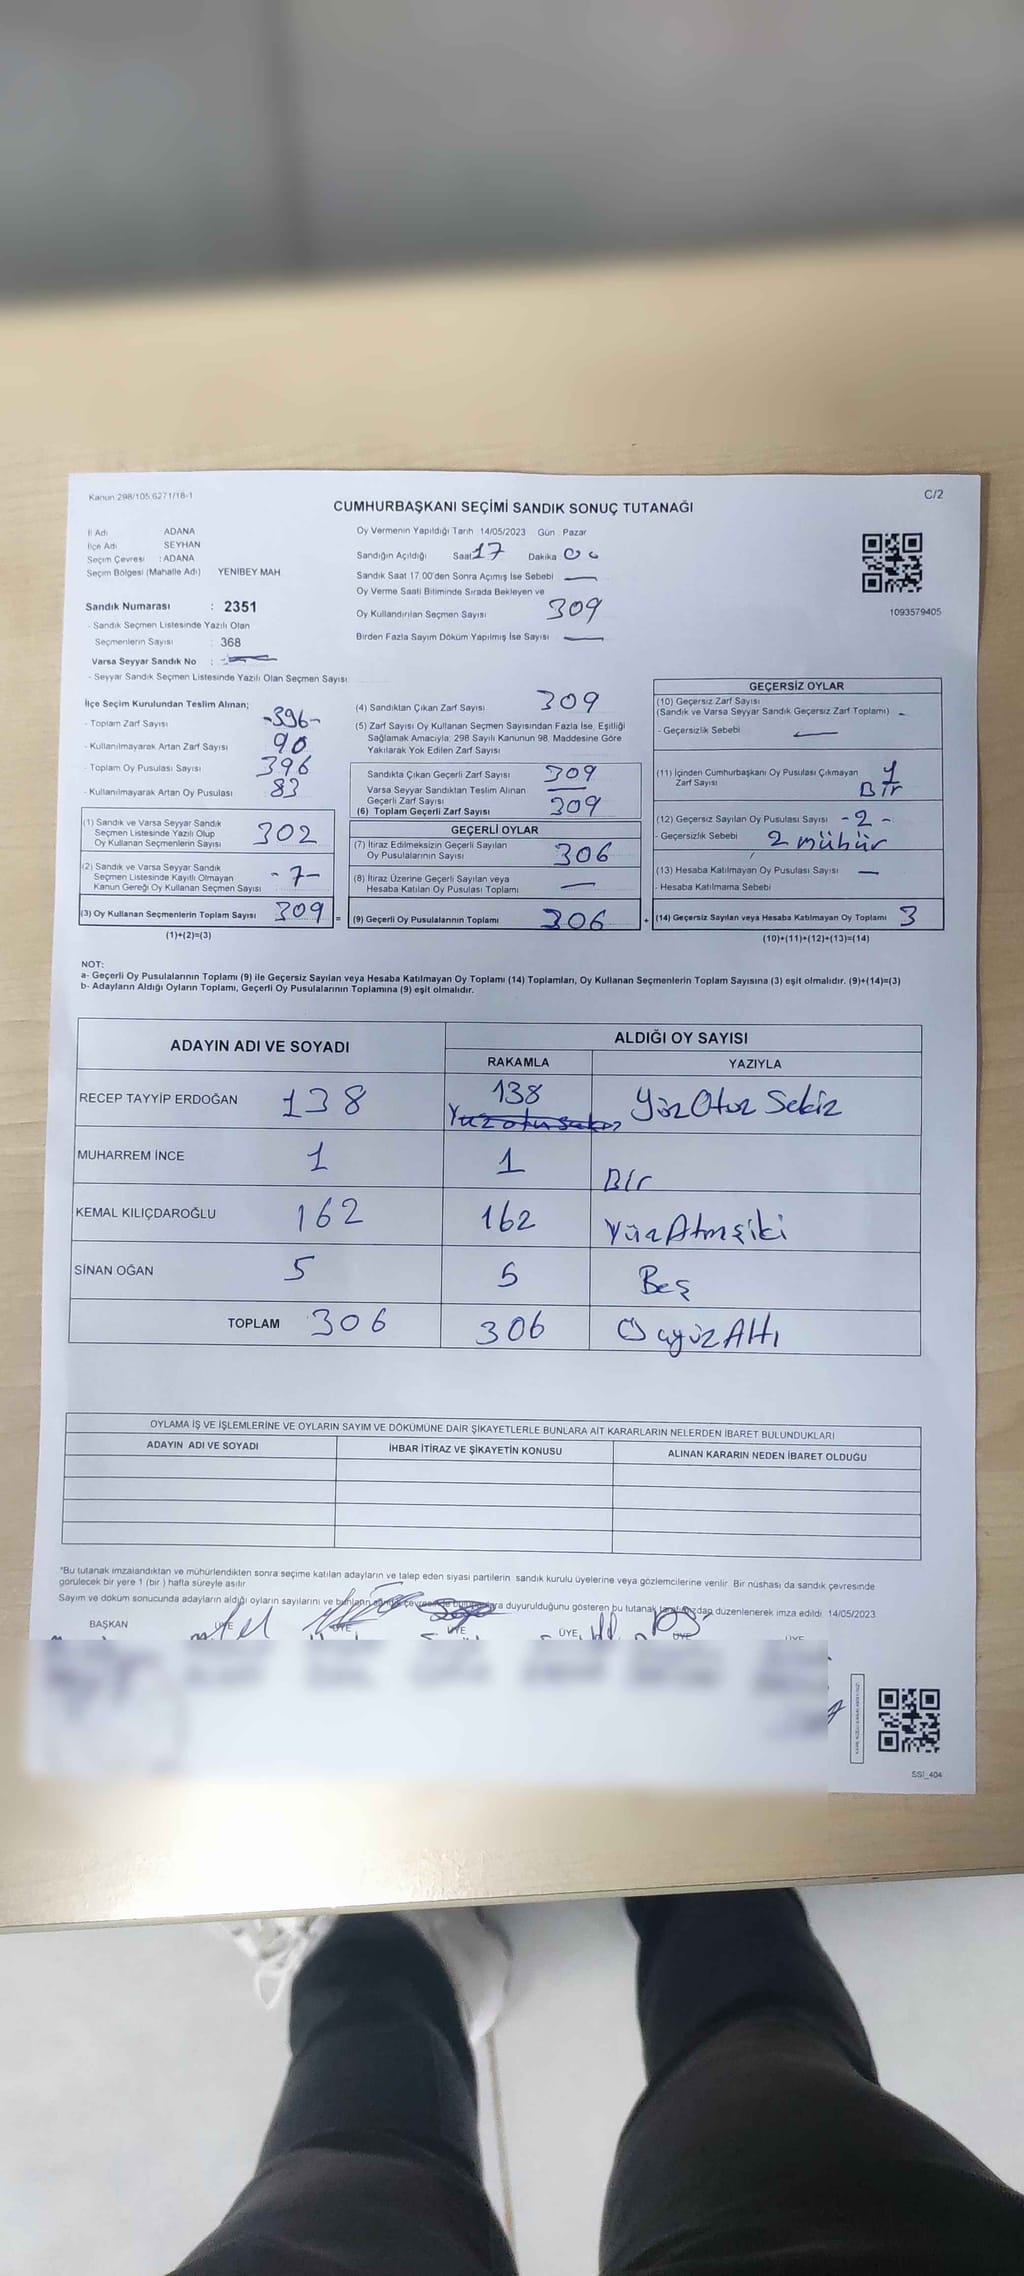 Kanun:298/105;6271/18-1
C/2
CUMHURBAŞKANI SEÇİMİ SANDIK SONUÇ TUTANAĞI
İl Adı ADANA
İlçe Adı SEYHAN
Seçim Çevresi : ADANA
Seçim Bölgesi (Mahalle Adı) YENİBEY MAH.
Sandık Numarası : 2351
- Sandık Seçmen Listesinde Yazılı Olan
Seçmenlerin Sayısı : 368
Varsa Seyyar Sandık No :
- Seyyar Sandık Seçmen Listesinde Yazılı Olan Seçmen Sayısı:
Oy Vermenin Yapıldığı Tarih 14/05/2023 Gün : Pazar
Sandığın Açıldığı Saat 17 Dakika 00
Sandık Saat 17.00'den Sonra Açımış İse Sebebi —
Oy Verme Saati Bitiminde Sırada Bekleyen ve
Oy Kullandırılan Seçmen Sayısı 309
Birden Fazla Sayım Döküm Yapılmış İse Sayısı —
1093579405
İlçe Seçim Kurulundan Teslim Alınan;
- Toplam Zarf Sayısı -396-
- Kullanılmayarak Artan Zarf Sayısı 90
- Toplam Oy Pusulası Sayısı 396
- Kullanılmayarak Artan Oy Pusulası 83
(1) Sandık ve Varsa Seyyar Sandık
Seçmen Listesinde Yazılı Olup
Oy Kullanan Seçmenlerin Sayısı 302
(2) Sandık ve Varsa Seyyar Sandık
Seçmen Listesinde Kayıtlı Olmayan
Kanun Gereği Oy Kullanan Seçmen Sayısı -7-
(3) Oy Kullanan Seçmenlerin Toplam Sayısı 309 =
(1)+(2)=(3)
(4) Sandıktan Çıkan Zarf Sayısı 309
(5) Zarf Sayısı Oy Kullanan Seçmen Sayısından Fazla İse, Eşitliği
Sağlamak Amacıyla; 298 Sayılı Kanunun 98. Maddesine Göre
Yakılarak Yok Edilen Zarf Sayısı
Sandıkta Çıkan Geçerli Zarf Sayısı 309
Varsa Seyyar Sandıktan Teslim Alınan
Geçerli Zarf Sayısı —
(6) Toplam Geçerli Zarf Sayısı 309
GEÇERLİ OYLAR
(7) İtiraz Edilmeksizin Geçerli Sayılan
Oy Pusulalarının Sayısı 306
(8) İtiraz Üzerine Geçerli Sayılan veya
Hesaba Katılan Oy Pusulası Toplamı —
(9) Geçerli Oy Pusulalarının Toplamı 306 +
GEÇERSİZ OYLAR
(10) Geçersiz Zarf Sayısı
(Sandık ve Varsa Seyyar Sandık Geçersiz Zarf Toplamı) -
- Geçersizlik Sebebi —
(11) İçinden Cumhurbaşkanı Oy Pusulası Çıkmayan
Zarf Sayısı 1
Bir
(12) Geçersiz Sayılan Oy Pusulası Sayısı -2-
- Geçersizlik Sebebi 2 mühür
(13) Hesaba Katılmayan Oy Pusulası Sayısı —
- Hesaba Katılmama Sebebi
(14) Geçersiz Sayılan veya Hesaba Katılmayan Oy Toplamı 3
(10)+(11)+(12)+(13)=(14)
NOT:
a- Geçerli Oy Pusulalarının Toplamı (9) ile Geçersiz Sayılan veya Hesaba Katılmayan Oy Toplamı (14) Toplamları, Oy Kullanan Seçmenlerin Toplam Sayısına (3) eşit olmalıdır. (9)+(14)=(3)
b- Adayların Aldığı Oyların Toplamı, Geçerli Oy Pusulalarının Toplamına (9) eşit olmalıdır.
ADAYIN ADI VE SOYADI
ALDIĞI OY SAYISI
RAKAMLA YAZIYLA
RECEP TAYYİP ERDOĞAN 138 138 YüzOtuz Sekiz
Yuzotusekiz
MUHARREM İNCE 1 1 Bir
KEMAL KILIÇDAROĞLU 162 162 YüzAtmşiki
SİNAN OĞAN 5 5 Beş
TOPLAM 306 306 ÜçyüzAltı
OYLAMA İŞ VE İŞLEMLERİNE VE OYLARIN SAYIM VE DÖKÜMÜNE DAİR ŞİKAYETLERLE BUNLARA AİT KARARLARIN NELERDEN İBARET BULUNDUKLARI
ADAYIN ADI VE SOYADI İHBAR İTİRAZ VE ŞİKAYETİN KONUSU ALINAN KARARIN NEDEN İBARET OLDUĞU
*Bu tutanak imzalandıktan ve mühürlendikten sonra seçime katılan adayların ve talep eden siyasi partilerin sandık kurulu üyelerine veya gözlemcilerine verilir. Bir nüshası da sandık çevresinde
görülecek bir yere 1 (bir ) hafta süreyle asılır.
Sayım ve döküm sonucunda adayların aldığı oyların sayılarını ve bunların sandık çevresinde duyurulduğunu gösteren bu tutanak tarafımızdan düzenlenerek imza edildi. 14/05/2023
BAŞKAN ÜYE ÜYE ÜYE ÜYE ÜYE ÜYE
SSİ_404